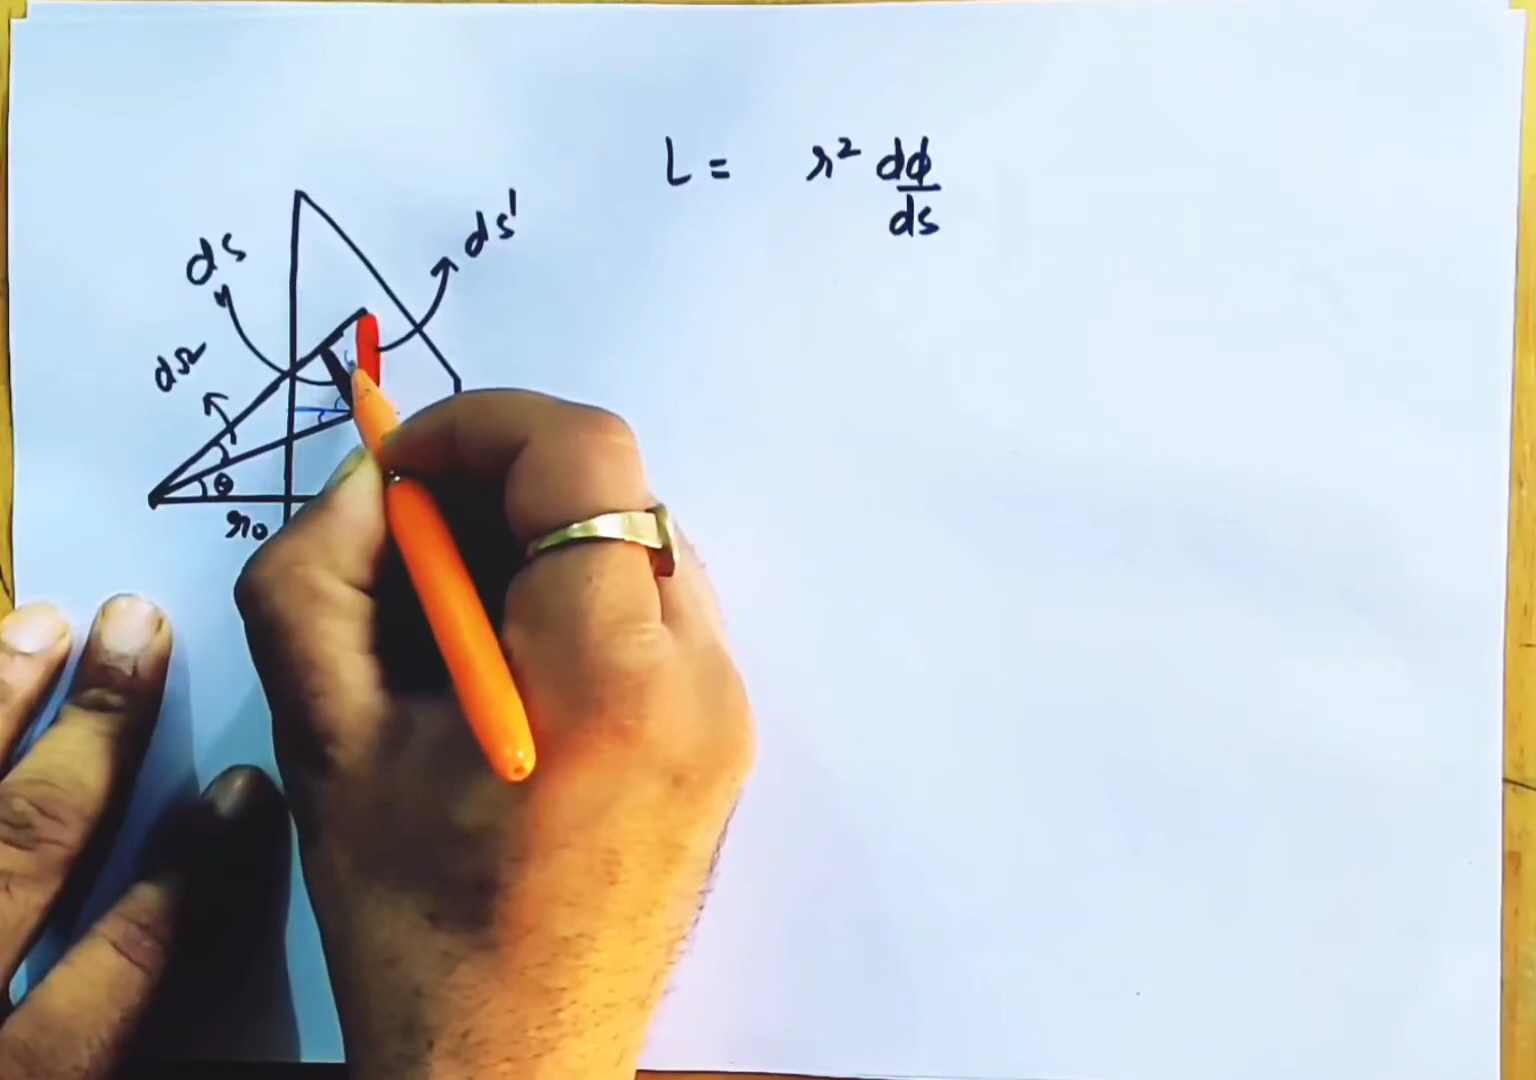 L = r² dϕ/ds
ds'
ds
dΩ
θ
r₀